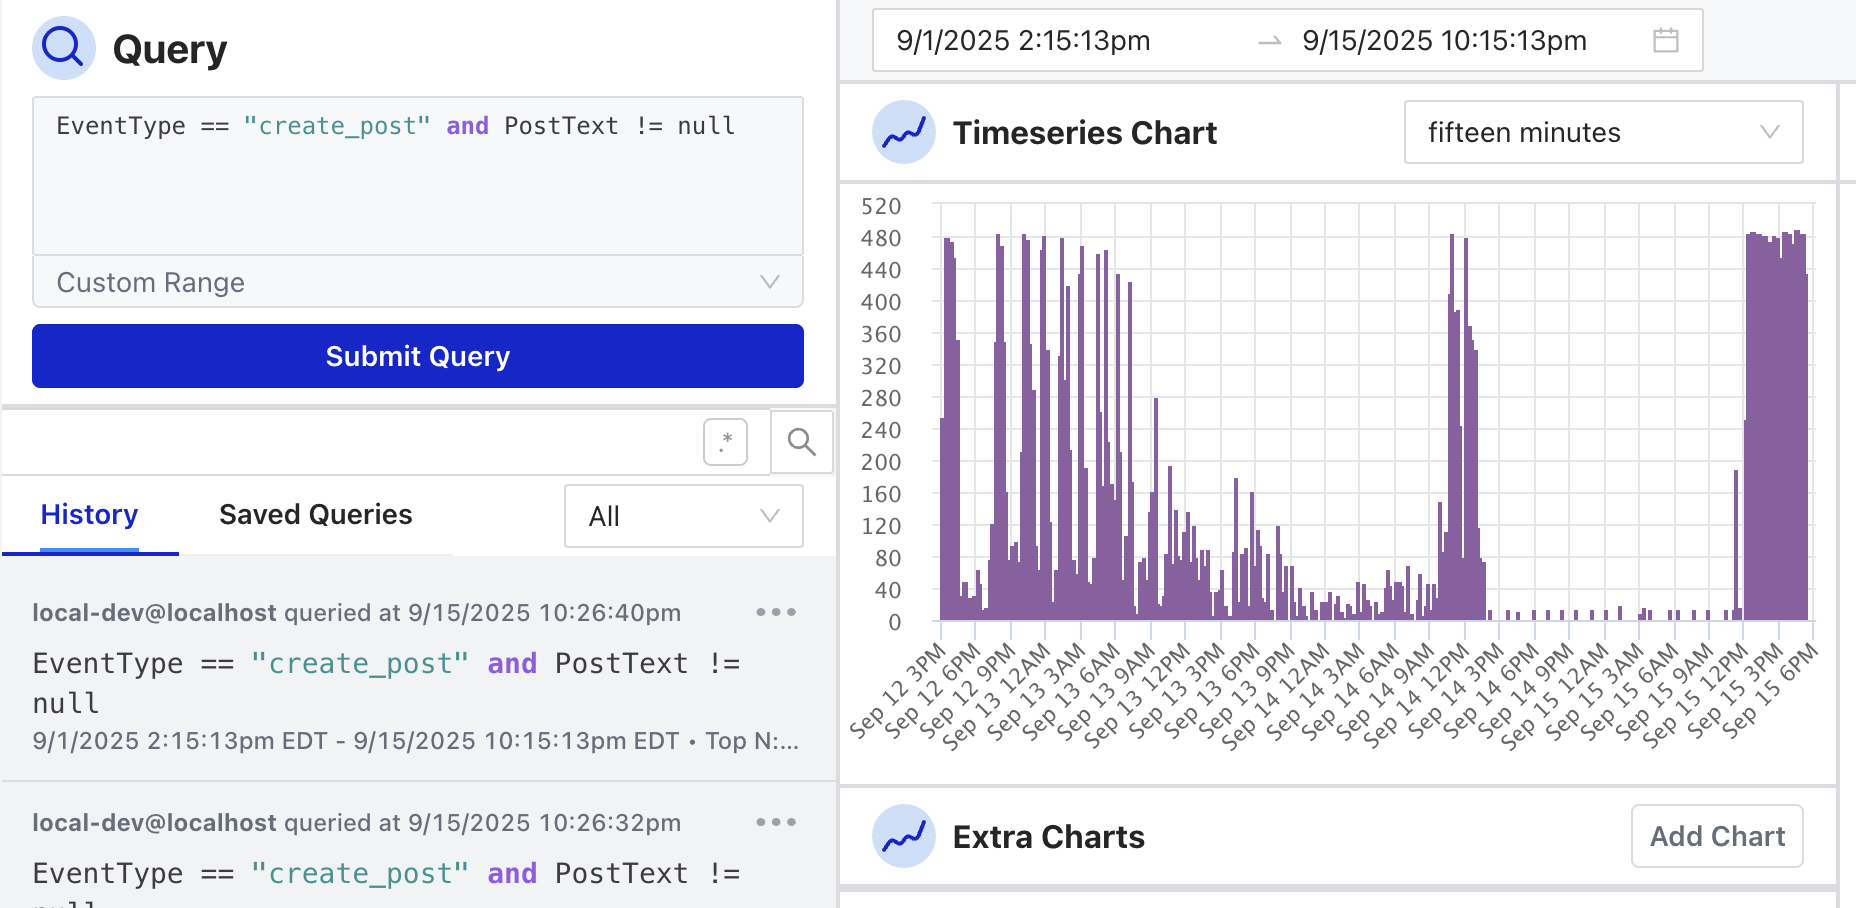 Query
EventType == "create_post" and PostText != null
Custom Range
Submit Query
.*
History
Saved Queries
All
local-dev@localhost queried at 9/15/2025 10:26:40pm
EventType == "create_post" and PostText !=
null
9/1/2025 2:15:13pm EDT - 9/15/2025 10:15:13pm EDT • Top N:...
local-dev@localhost queried at 9/15/2025 10:26:32pm
EventType == "create_post" and PostText !=
null
9/1/2025 2:15:13pm
9/15/2025 10:15:13pm
Timeseries Chart
fifteen minutes
520
480
440
400
360
320
280
240
200
160
120
80
40
0
Sep 12 3PM
Sep 12 6PM
Sep 12 9PM
Sep 13 12AM
Sep 13 3AM
Sep 13 6AM
Sep 13 9AM
Sep 13 12PM
Sep 13 3PM
Sep 13 6PM
Sep 13 9PM
Sep 14 12AM
Sep 14 3AM
Sep 14 6AM
Sep 14 9AM
Sep 14 12PM
Sep 14 3PM
Sep 14 6PM
Sep 14 9PM
Sep 15 12AM
Sep 15 3AM
Sep 15 6AM
Sep 15 9AM
Sep 15 12PM
Sep 15 3PM
Sep 15 6PM
Extra Charts
Add Chart